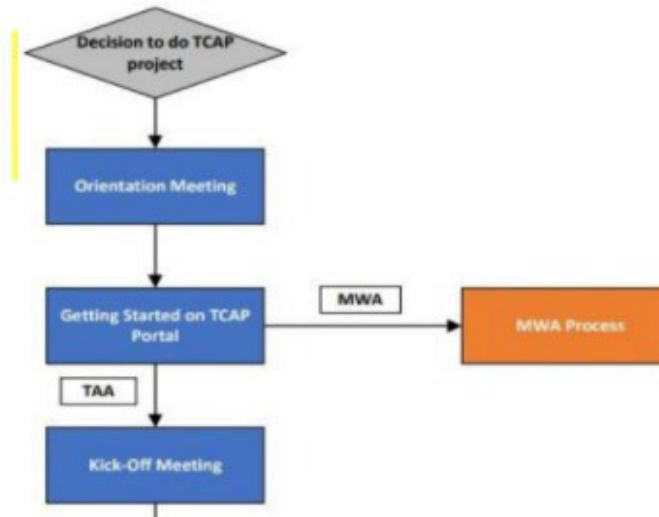 Decision to do TCAP
project
Orientation Meeting
Getting Started on TCAP
Portal
MWA
MWA Process
TAA
Kick-Off Meeting